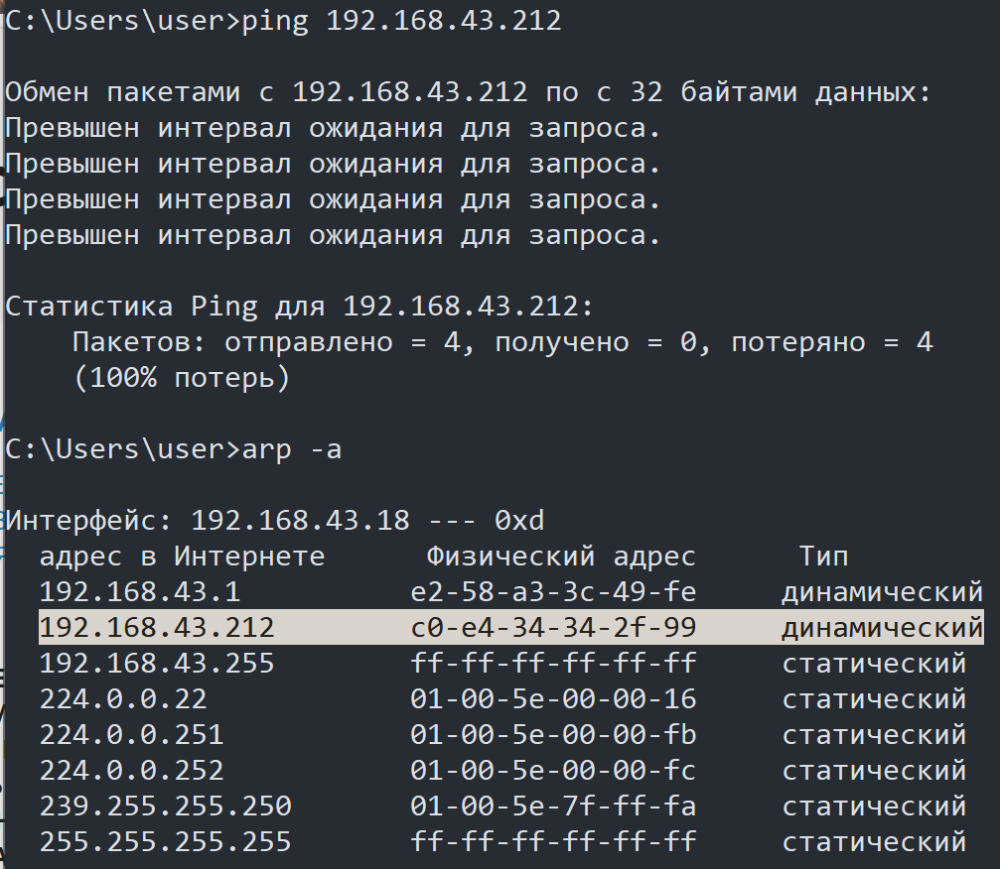 C:\Users\user>ping 192.168.43.212
Обмен пакетами с 192.168.43.212 по с 32 байтами данных:
Превышен интервал ожидания для запроса.
Превышен интервал ожидания для запроса.
Превышен интервал ожидания для запроса.
Превышен интервал ожидания для запроса.
Статистика Ping для 192.168.43.212:
Пакетов: отправлено = 4, получено = 0, потеряно = 4
(100% потерь)
C:\Users\user>arp -a
Интерфейс: 192.168.43.18 --- 0xd
адрес в Интернете Физический адрес Тип
192.168.43.1 e2-58-a3-3c-49-fe динамический
192.168.43.212 c0-e4-34-34-2f-99 динамический
192.168.43.255 ff-ff-ff-ff-ff-ff статический
224.0.0.22 01-00-5e-00-00-16 статический
224.0.0.251 01-00-5e-00-00-fb статический
224.0.0.252 01-00-5e-00-00-fc статический
239.255.255.250 01-00-5e-7f-ff-fa статический
255.255.255.255 ff-ff-ff-ff-ff-ff статический